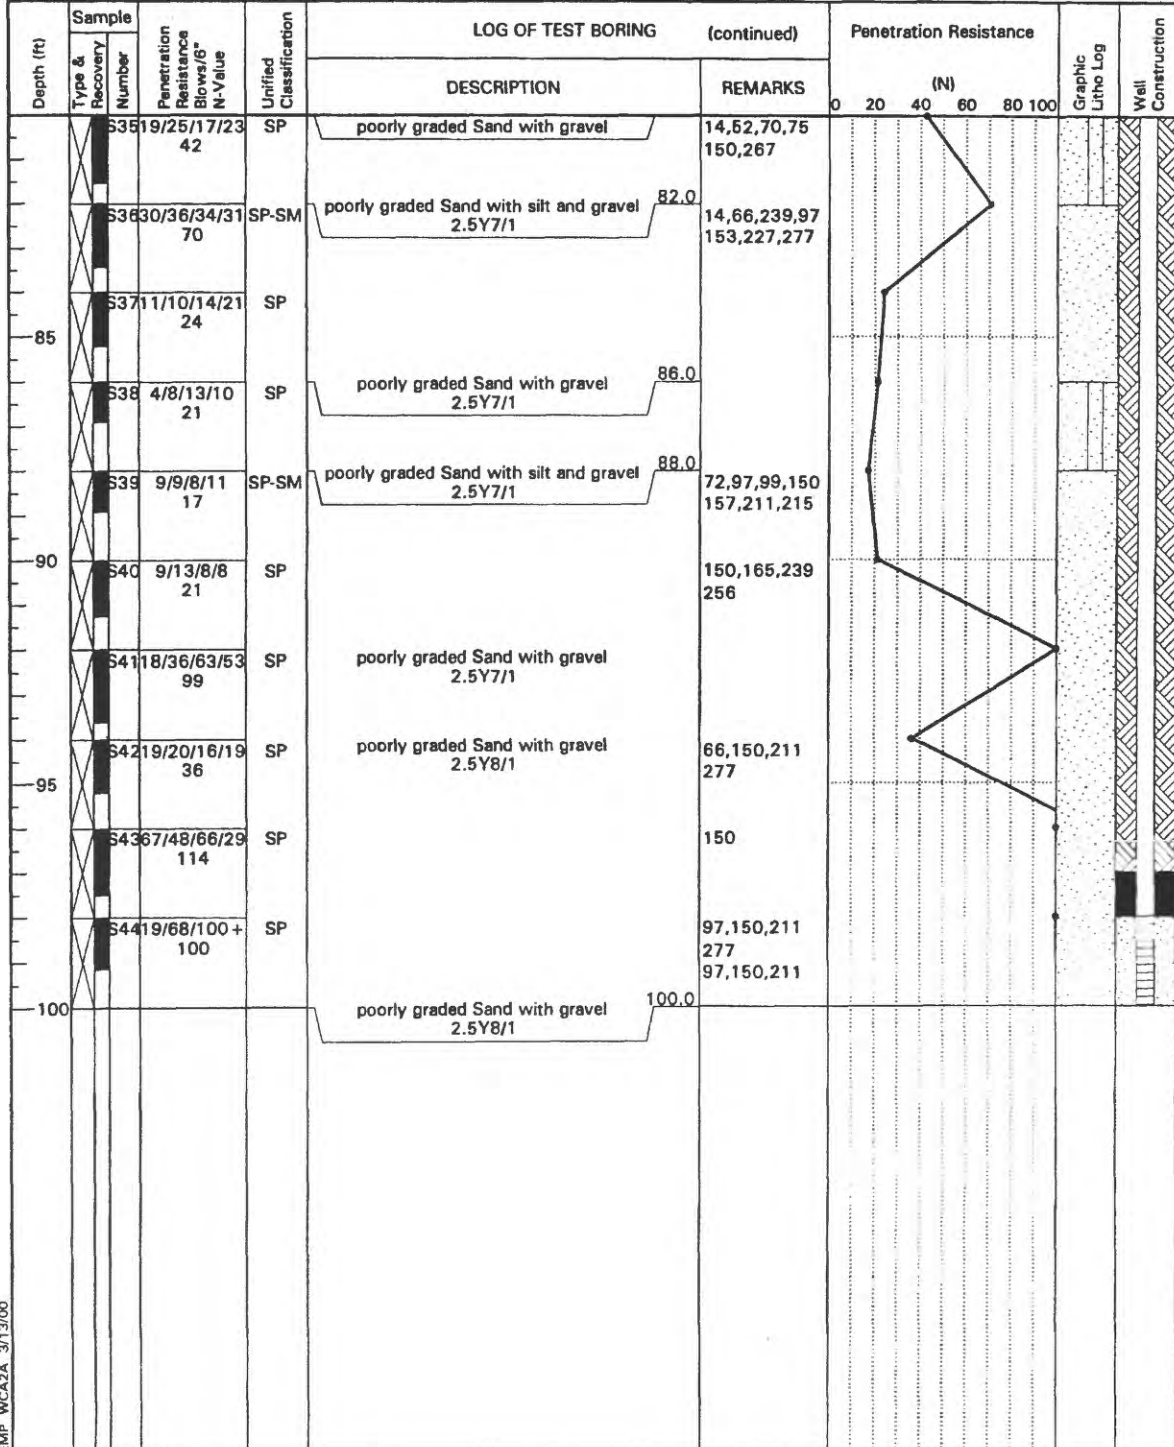 Depth (ft)
Sample
Type & Recovery
Number
Penetration Resistance Blows/6" N-Value
Unified Classification
LOG OF TEST BORING (continued)
DESCRIPTION
REMARKS
Penetration Resistance
(N)
0 20 40 60 80 100
Graphic Litho Log
Well Construction
S35 19/25/17/23 SP poorly graded Sand with gravel 14,52,70,75
42 150,267
82.0
S36 30/36/34/31 SP-SM poorly graded Sand with silt and gravel 14,66,239,97
70 2.5Y7/1 153,227,277
S37 11/10/14/21 SP
24
85
86.0
S38 4/8/13/10 SP poorly graded Sand with gravel
21 2.5Y7/1
88.0
S39 9/9/8/11 SP-SM poorly graded Sand with silt and gravel 72,97,99,150
17 2.5Y7/1 157,211,215
90
S40 9/13/8/8 SP 150,165,239
21 256
S41 18/36/63/53 SP poorly graded Sand with gravel
99 2.5Y7/1
S42 19/20/16/19 SP poorly graded Sand with gravel 66,150,211
36 2.5Y8/1 277
95
S43 67/48/66/29 SP 150
114
S44 19/68/100+ SP 97,150,211
100 277
97,150,211
100 100.0
poorly graded Sand with gravel
2.5Y8/1
WCA2A 3/13/00